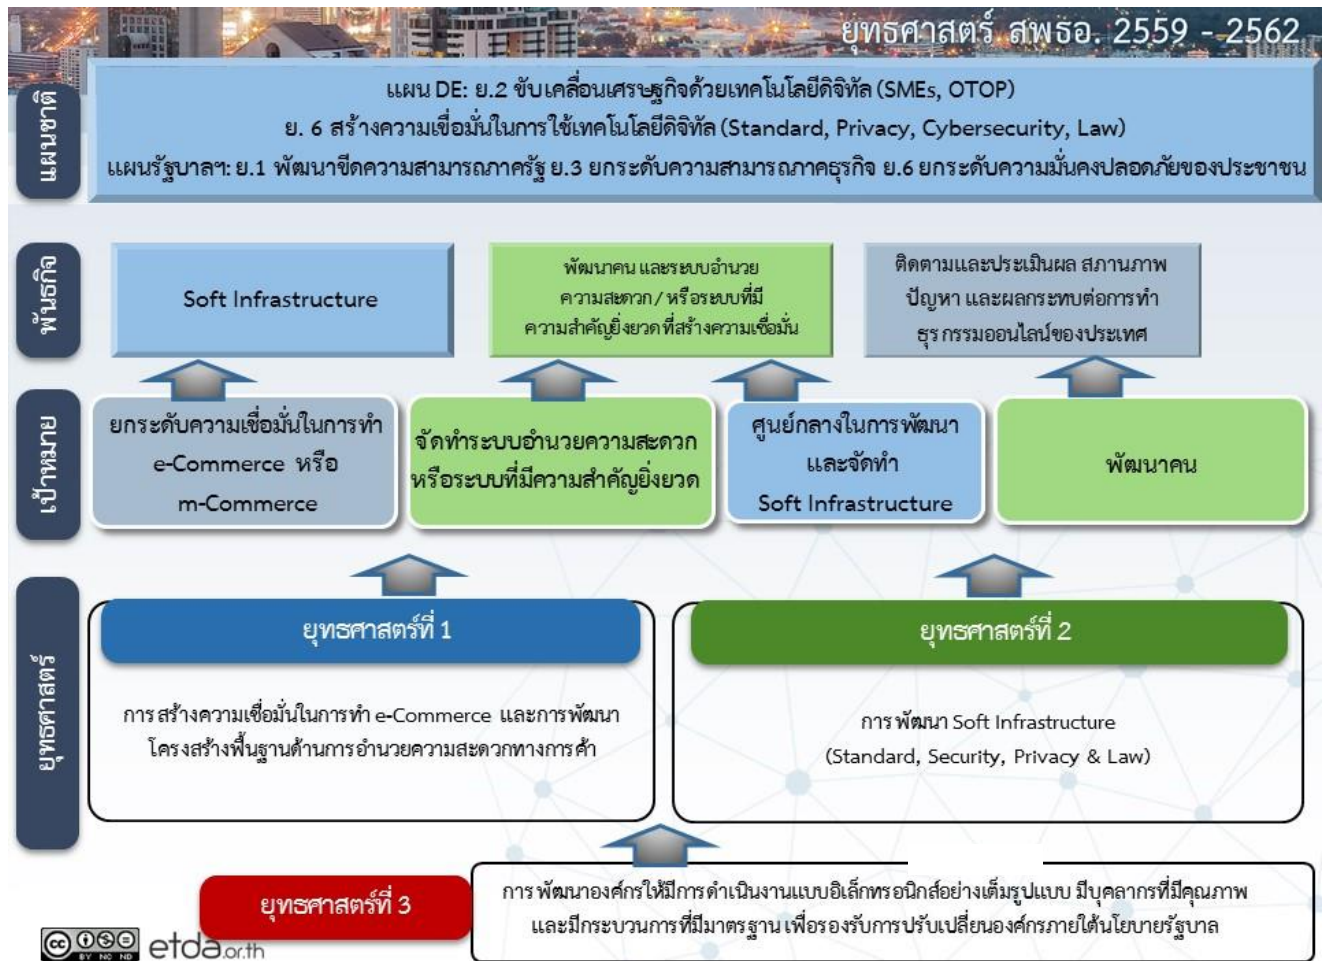 ยุทธศาสตร์ สพธอ. 2559 - 2562
แผนชาติ
แผน DE: ย.2 ขับเคลื่อนเศรษฐกิจด้วยเทคโนโลยีดิจิทัล (SMEs, OTOP)
ย. 6 สร้างความเชื่อมั่นในการใช้เทคโนโลยีดิจิทัล (Standard, Privacy, Cybersecurity, Law)
แผนรัฐบาลฯ: ย.1 พัฒนาขีดความสามารถภาครัฐ ย.3 ยกระดับความสามารถภาคธุรกิจ ย.6 ยกระดับความมั่นคงปลอดภัยของประชาชน
พันธกิจ
Soft Infrastructure
พัฒนาคน และระบบอำนวย
ความสะดวก / หรือระบบที่มี
ความสำคัญยิ่งยวด ที่สร้างความเชื่อมั่น
ติดตามและประเมินผล สภานภาพ
ปัญหา และผลกระทบต่อการทำ
ธุรกรรมออนไลน์ของประเทศ
เป้าหมาย
ยกระดับความเชื่อมั่นในการทำ
e-Commerce หรือ
m-Commerce
จัดทำระบบอำนวยความสะดวก
หรือระบบที่มีความสำคัญยิ่งยวด
ศูนย์กลางในการพัฒนา
และจัดทำ
Soft Infrastructure
พัฒนาคน
ยุทธศาสตร์
ยุทธศาสตร์ที่ 1
การสร้างความเชื่อมั่นในการทำ e-Commerce และการพัฒนา
โครงสร้างพื้นฐานด้านการอำนวยความสะดวกทางการค้า
ยุทธศาสตร์ที่ 2
การพัฒนา Soft Infrastructure
(Standard, Security, Privacy & Law)
ยุทธศาสตร์ที่ 3
การพัฒนาองค์กรให้มีการดำเนินงานแบบอิเล็กทรอนิกส์อย่างเต็มรูปแบบ มีบุคลากรที่มีคุณภาพ
และมีกระบวนการที่มีมาตรฐาน เพื่อรองรับการปรับเปลี่ยนองค์กรภายใต้นโยบายรัฐบาล
cc BY NC ND
etda.or.th